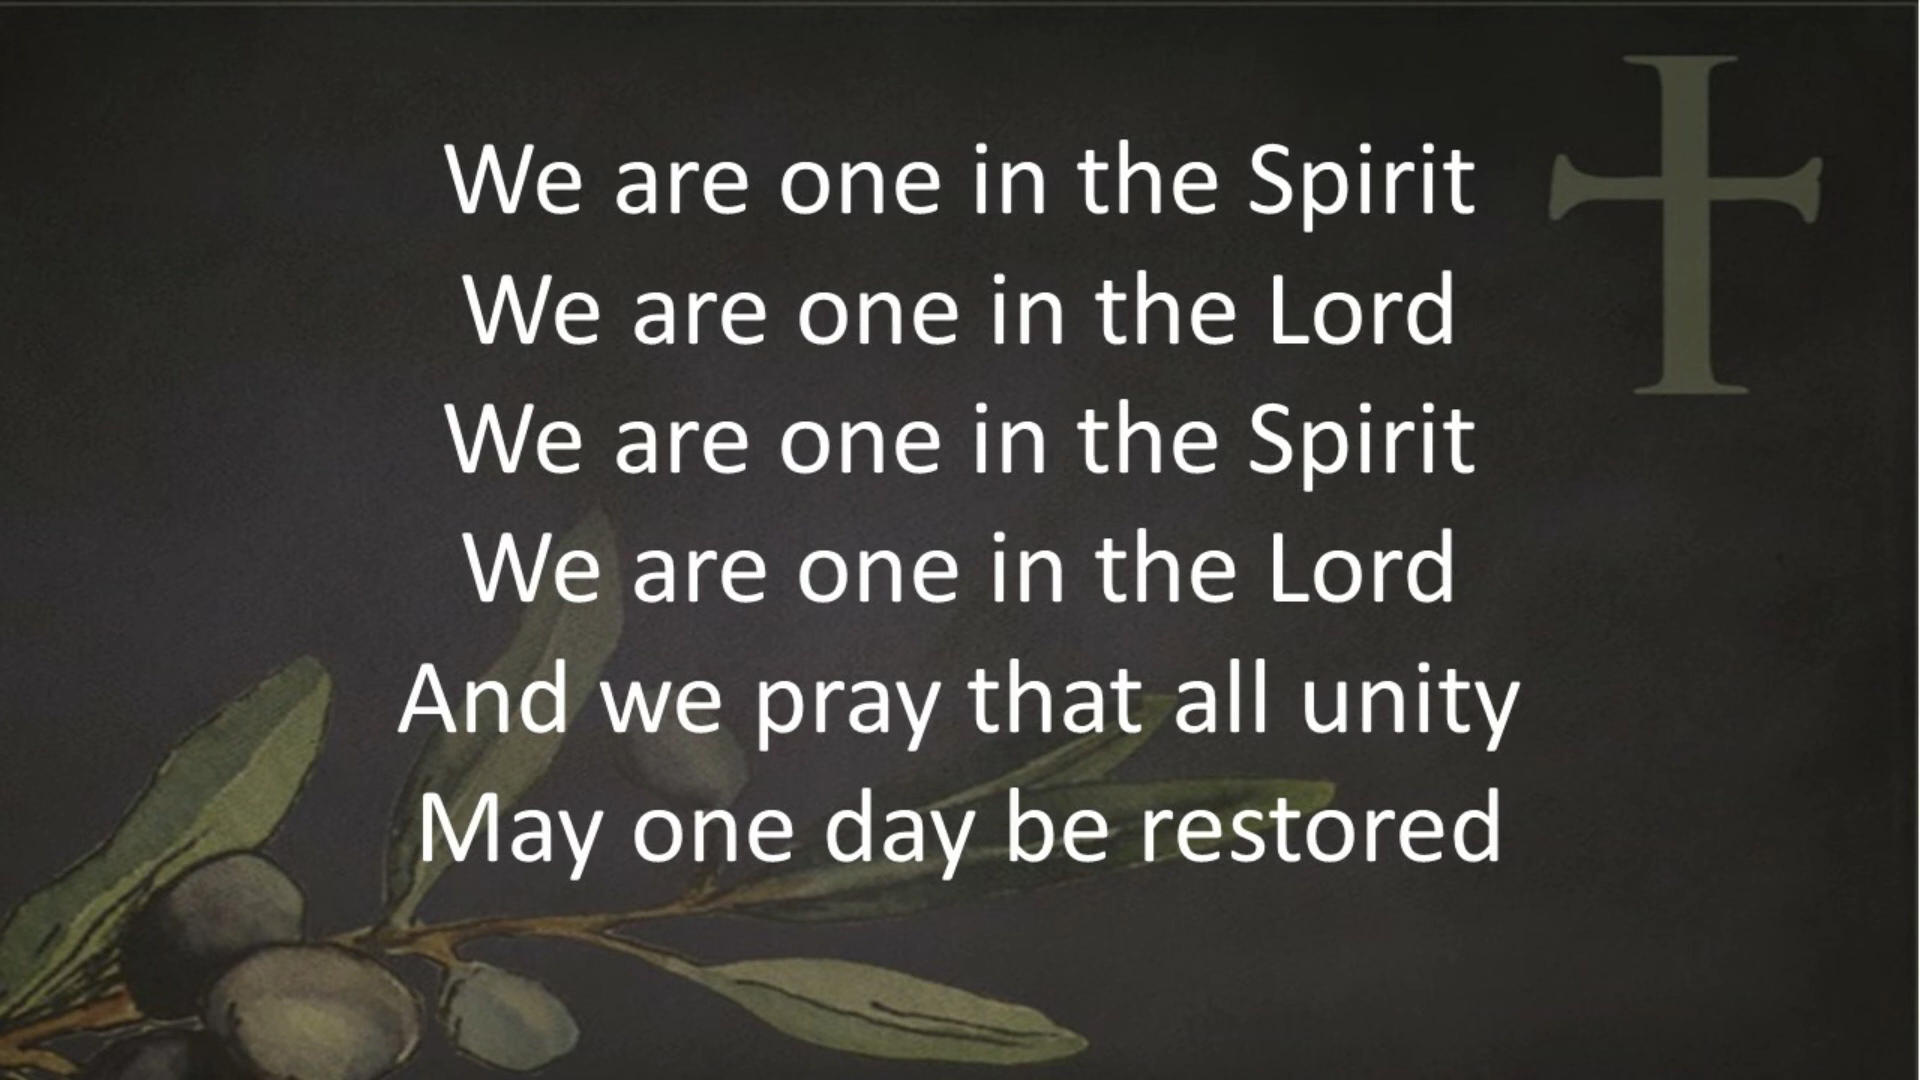 We are one in the Spirit
We are one in the Lord
We are one in the Spirit
We are one in the Lord
And we pray that all unity
May one day be restored